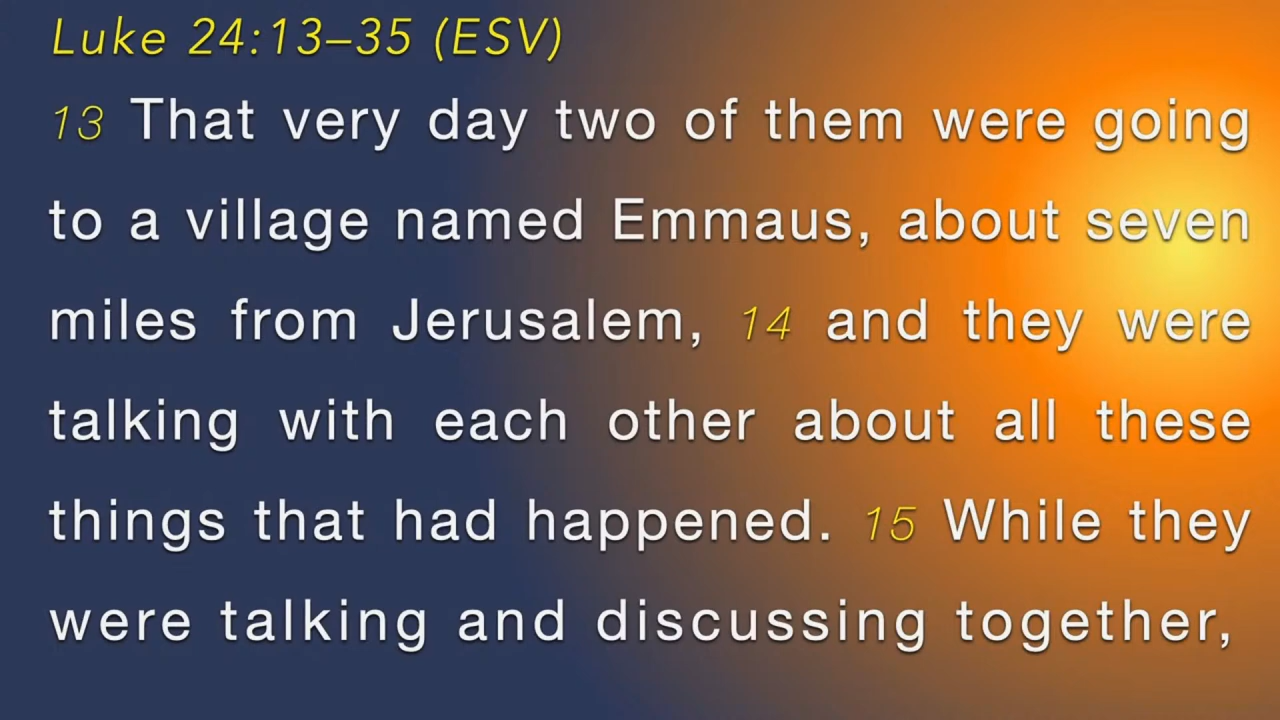 Luke 24:13–35 (ESV)
13 That very day two of them were going
to a village named Emmaus, about seven
miles from Jerusalem, 14 and they were
talking with each other about all these
things that had happened. 15 While they
were talking and discussing together,